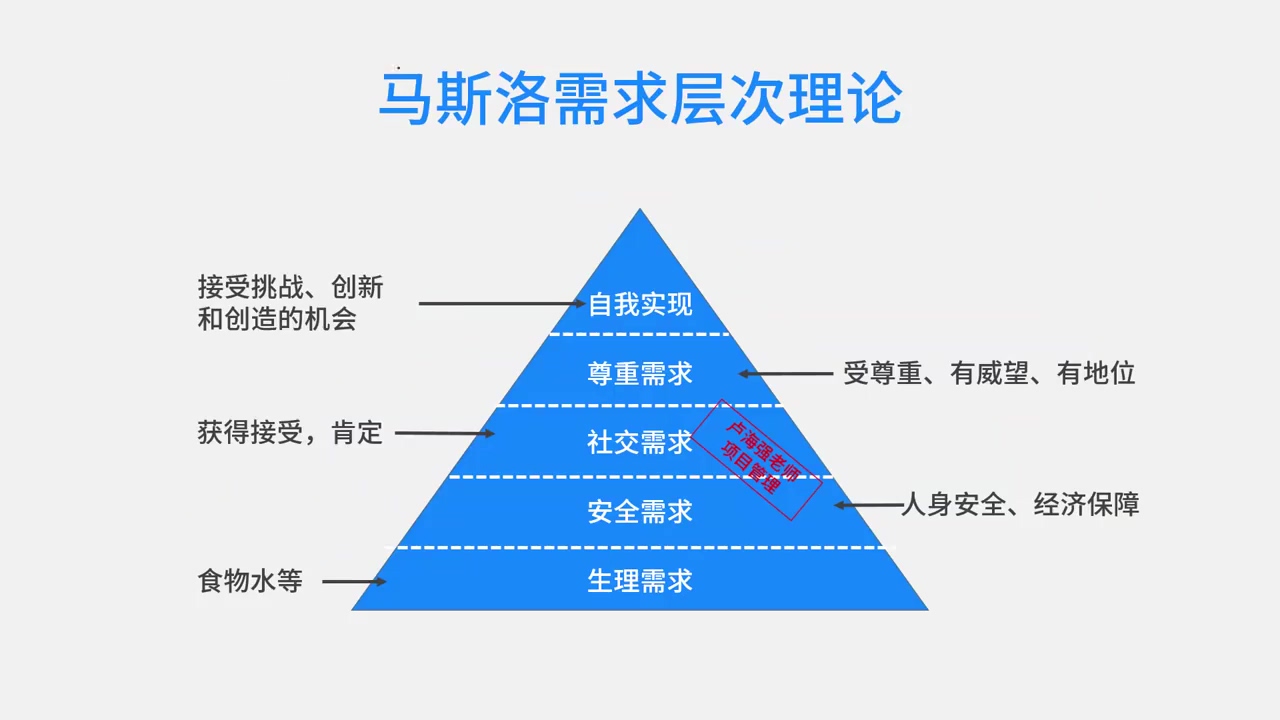 马斯洛需求层次理论
接受挑战、创新
和创造的机会
自我实现
尊重需求
受尊重、有威望、有地位
获得接受，肯定
社交需求
卢海强老师
项目管理
安全需求
人身安全、经济保障
食物水等
生理需求